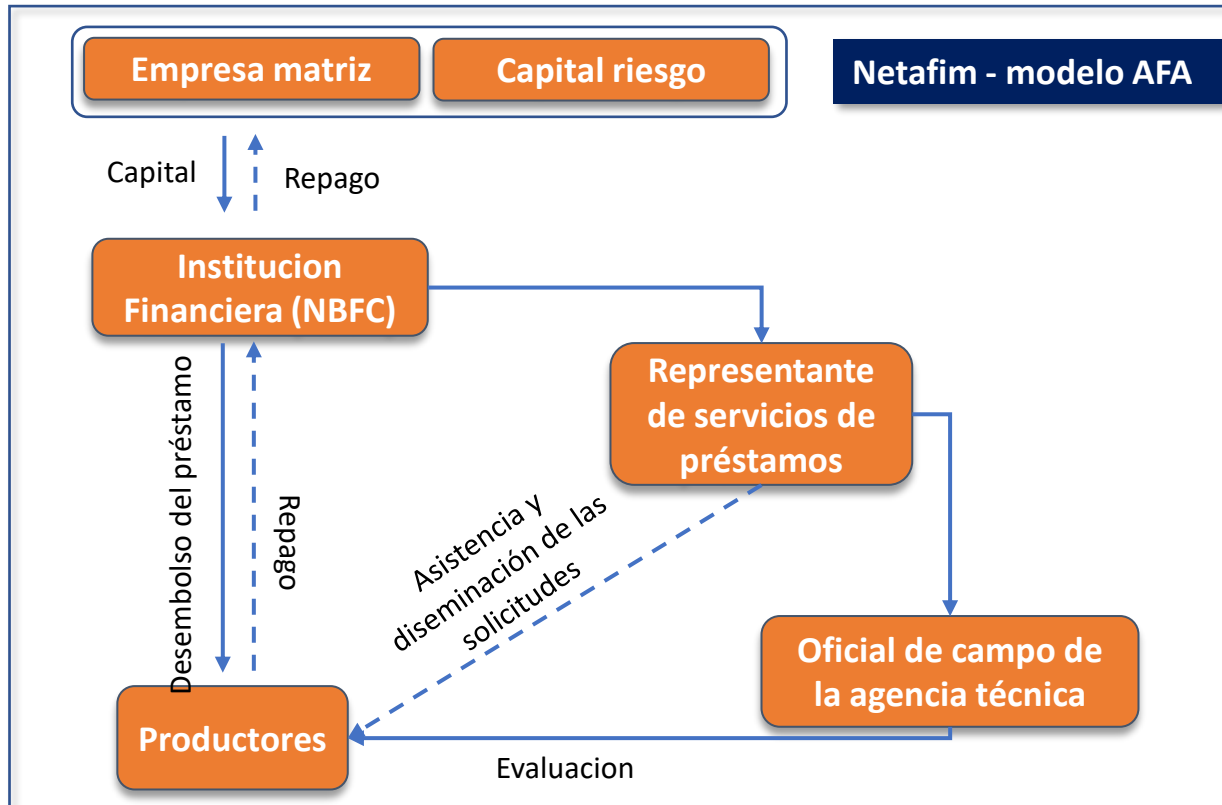 Empresa matriz
Capital riesgo
Netafim - modelo AFA
Capital
Repago
Institucion
Financiera (NBFC)
Representante
de servicios de
préstamos
Desembolso del préstamo
Repago
Asistencia y
diseminación de las
solicitudes
Oficial de campo de
la agencia técnica
Productores
Evaluacion